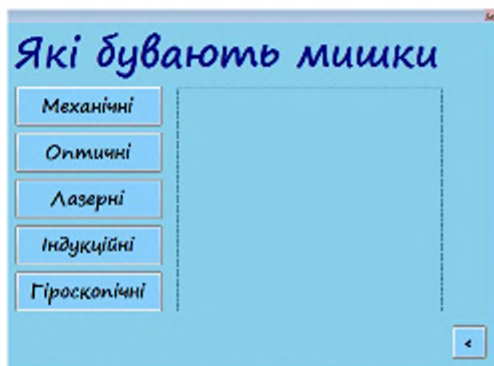 Які бувають мишки
Механічні
Оптичні
Лазерні
Індукційні
Гіроскопічні
<